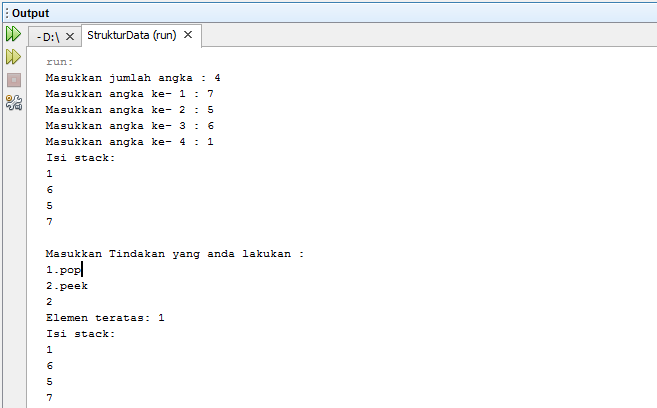 Output
-D:\
StrukturData (run)
run:
Masukkan jumlah angka : 4
Masukkan angka ke- 1 : 7
Masukkan angka ke- 2 : 5
Masukkan angka ke- 3 : 6
Masukkan angka ke- 4 : 1
Isi stack:
1
6
5
7
Masukkan Tindakan yang anda lakukan :
1.pop
2.peek
2
Elemen teratas: 1
Isi stack:
1
6
5
7